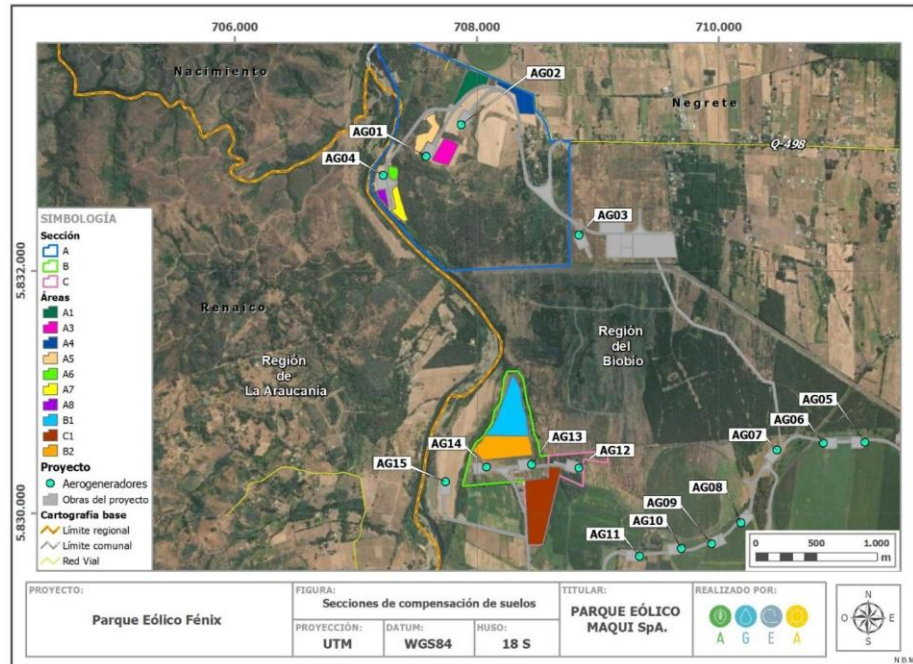 706.000
708.000
710.000
Nacimiento
Negrete
AG02
AG01
Q-498
AG04
AG03
5.832.000
SIMBOLOGÍA
Sección
A
B
C
Áreas
A1
A3
A4
A5
A6
A7
A8
B1
C1
B2
Proyecto
Aerogeneradores
Obras del proyecto
Cartografía base
Límite regional
Límite comunal
Red Vial
Renaico
Región
de
La Araucanía
Región
del
Biobio
AG05
AG06
AG07
AG13
AG14
AG12
AG15
AG08
AG09
AG10
AG11
5.830.000
0 500 1.000
m
PROYECTO:
Parque Eólico Fénix
FIGURA:
Secciones de compensación de suelos
PROYECCIÓN:
UTM
DATUM:
WGS84
HUSO:
18 S
TITULAR:
PARQUE EÓLICO
MAQUI SpA.
REALIZADO POR:
A G E A
N
O E
S
N.B.M